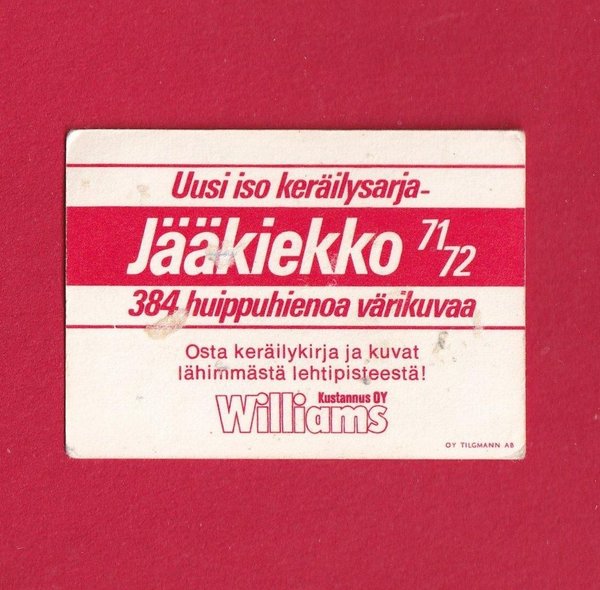 Uusi iso keräilysarja-
Jääkiekko 71/72
384 huippuhienoa värikuvaa
Osta keräilykirja ja kuvat
lähimmästä lehtipisteestä!
Kustannus OY
Williams
OY TILGMANN AB